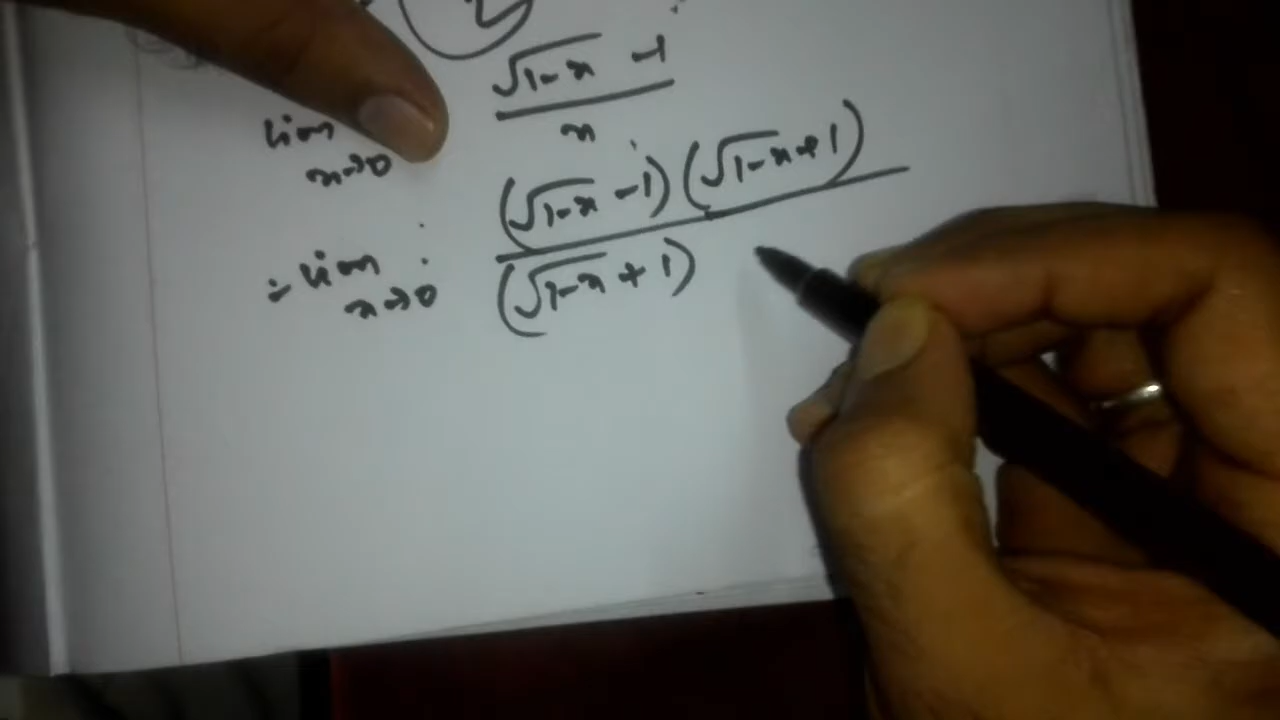 lim x→0 (√1-x -1)/x
= lim x→0 ((√1-x -1)(√1-x +1))/(√1-x + 1)